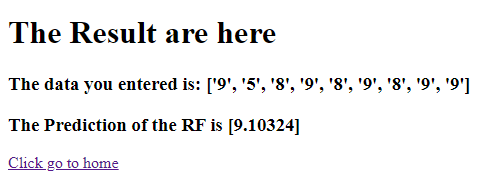 The Result are here
The data you entered is: ['9', '5', '8', '9', '8', '9', '8', '9', '9']
The Prediction of the RF is [9.10324]
Click go to home